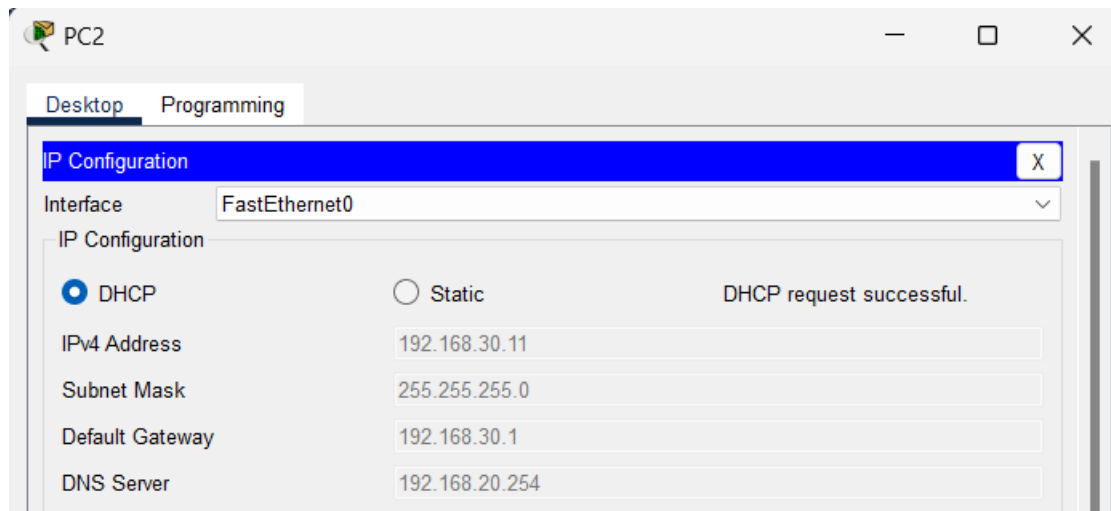 PC2
Desktop Programming
IP Configuration X
Interface FastEthernet0
IP Configuration
DHCP Static DHCP request successful.
IPv4 Address 192.168.30.11
Subnet Mask 255.255.255.0
Default Gateway 192.168.30.1
DNS Server 192.168.20.254